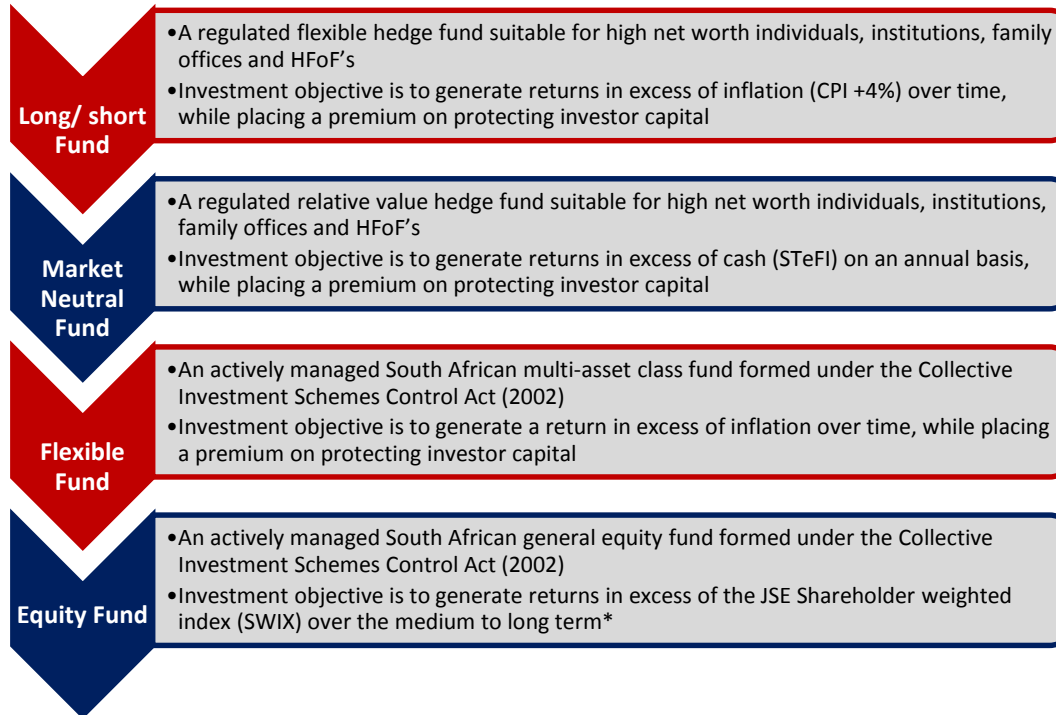 Long/ short
Fund
•A regulated flexible hedge fund suitable for high net worth individuals, institutions, family
offices and HFoF’s
•Investment objective is to generate returns in excess of inflation (CPI +4%) over time,
while placing a premium on protecting investor capital
Market
Neutral
Fund
•A regulated relative value hedge fund suitable for high net worth individuals, institutions,
family offices and HFoF’s
•Investment objective is to generate returns in excess of cash (STeFI) on an annual basis,
while placing a premium on protecting investor capital
Flexible
Fund
•An actively managed South African multi-asset class fund formed under the Collective
Investment Schemes Control Act (2002)
•Investment objective is to generate a return in excess of inflation over time, while placing
a premium on protecting investor capital
Equity Fund
•An actively managed South African general equity fund formed under the Collective
Investment Schemes Control Act (2002)
•Investment objective is to generate returns in excess of the JSE Shareholder weighted
index (SWIX) over the medium to long term*